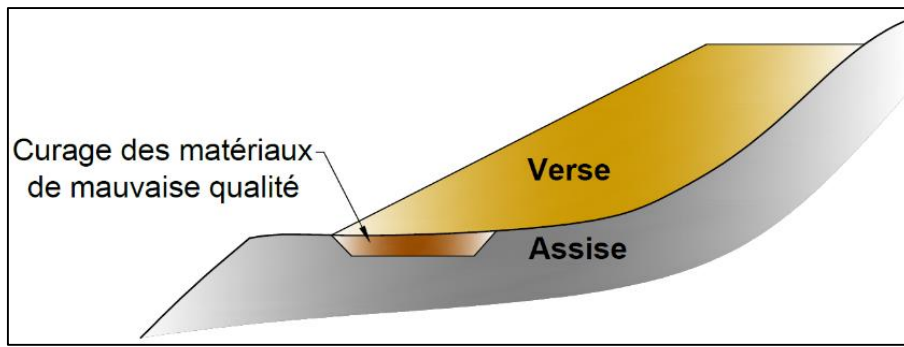 Curage des matériaux
de mauvaise qualité
Verse
Assise